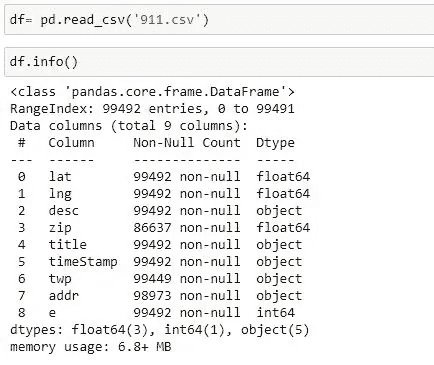 df= pd.read_csv('911.csv')
df.info()
<class 'pandas.core.frame.DataFrame'>
RangeIndex: 99492 entries, 0 to 99491
Data columns (total 9 columns):
 #   Column     Non-Null Count  Dtype
---  ------     --------------  -----
 0   lat        99492 non-null  float64
 1   lng        99492 non-null  float64
 2   desc       99492 non-null  object
 3   zip        86637 non-null  float64
 4   title      99492 non-null  object
 5   timeStamp  99492 non-null  object
 6   twp        99449 non-null  object
 7   addr       98973 non-null  object
 8   e          99492 non-null  int64
dtypes: float64(3), int64(1), object(5)
memory usage: 6.8+ MB